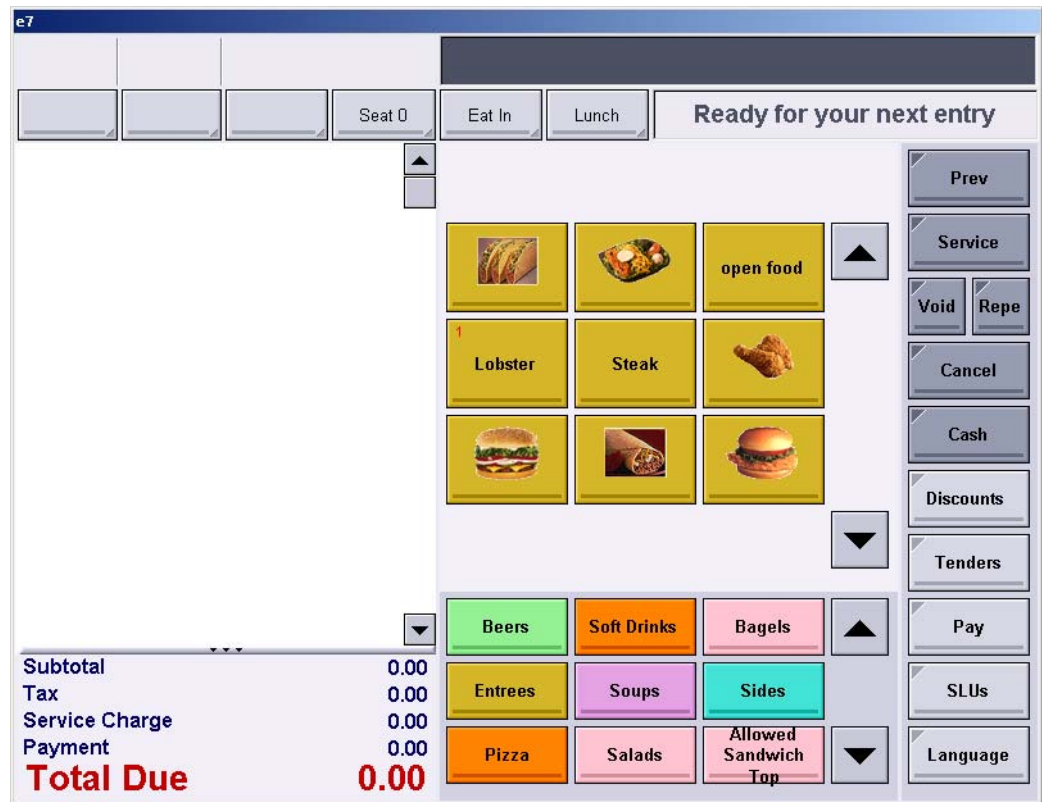 e7
Seat 0
Eat In
Lunch
Ready for your next entry
Prev
Service
Void
Repe
Cancel
Cash
Discounts
Tenders
Pay
SLUs
Language
open food
1
Lobster
Steak
Beers
Soft Drinks
Bagels
Entrees
Soups
Sides
Pizza
Salads
Allowed
Sandwich
Top
Subtotal 0.00
Tax 0.00
Service Charge 0.00
Payment 0.00
Total Due 0.00